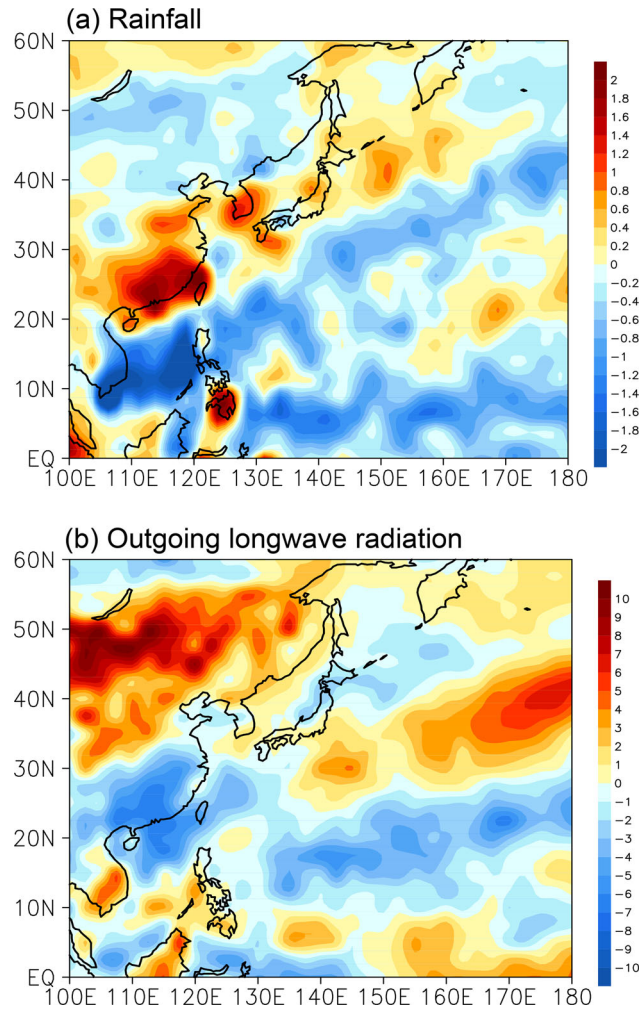 (a) Rainfall
60N
50N
40N
30N
20N
10N
EQ
100E 110E 120E 130E 140E 150E 160E 170E 180
2
1.8
1.6
1.4
1.2
1
0.8
0.6
0.4
0.2
0
−0.2
−0.4
−0.6
−0.8
−1
−1.2
−1.4
−1.6
−1.8
−2
(b) Outgoing longwave radiation
60N
50N
40N
30N
20N
10N
EQ
100E 110E 120E 130E 140E 150E 160E 170E 180
10
9
8
7
6
5
4
3
2
1
0
−1
−2
−3
−4
−5
−6
−7
−8
−9
−10